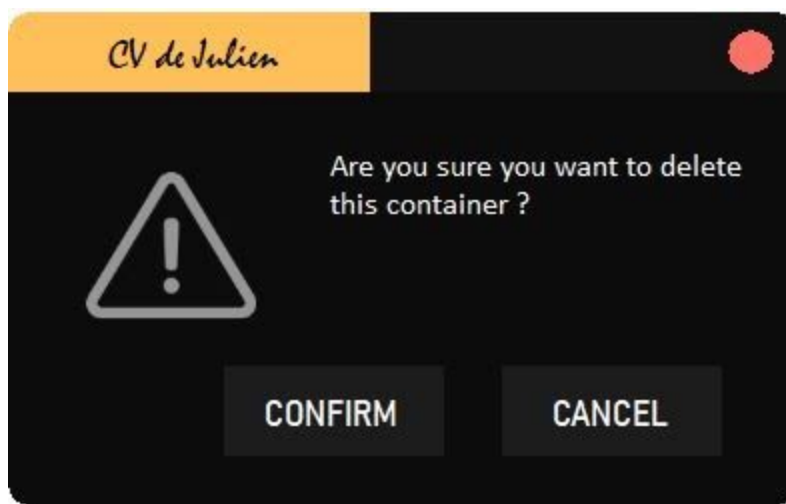 CV de Julien
Are you sure you want to delete
this container ?
CONFIRM
CANCEL